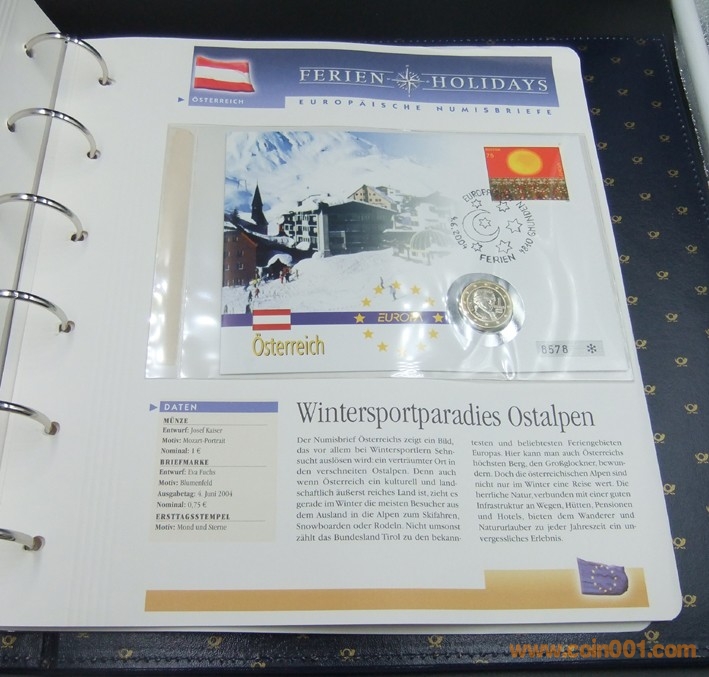 FERIEN HOLIDAYS
ÖSTERREICH
EUROPÄISCHE NUMISBRIEFE
4.6.2004
4840
FERIEN
EUROPA
Österreich
8578 *
DATEN
MÜNZE
Entwurf: Josef Kaiser
Motiv: Mozart-Portrait
Nominal: 1 €
BRIEFMARKE
Entwurf: Eva Fuchs
Motiv: Blumenfeld
Ausgabetag: 4. Juni 2004
Nominal: 0,75 €
ERSTTAGSSTEMPEL
Motiv: Mond und Sterne
Wintersportparadies Ostalpen
Der Numisbrief Österreichs zeigt ein Bild,
das vor allem bei Wintersportlern Sehn-
sucht auslösen wird: ein verträumter Ort in
den verschneiten Ostalpen. Denn auch
wenn Österreich ein kulturell und land-
schaftlich äußerst reiches Land ist, zieht es
gerade im Winter die meisten Besucher aus
dem Ausland in die Alpen zum Skifahren,
Snowboarden oder Rodeln. Nicht umsonst
zählt das Bundesland Tirol zu den bekann-
testen und beliebtesten Feriengebieten
Europas. Hier kann man auch Österreichs
höchsten Berg, den Großglockner, bewun-
dern. Doch die österreichischen Alpen sind
nicht nur im Winter eine Reise wert. Die
herrliche Natur, verbunden mit einer guten
Infrastruktur an Wegen, Hütten, Pensionen
und Hotels, bieten dem Wanderer und
Natururlauber zu jeder Jahreszeit ein un-
vergessliches Erlebnis.
www.coin001.com